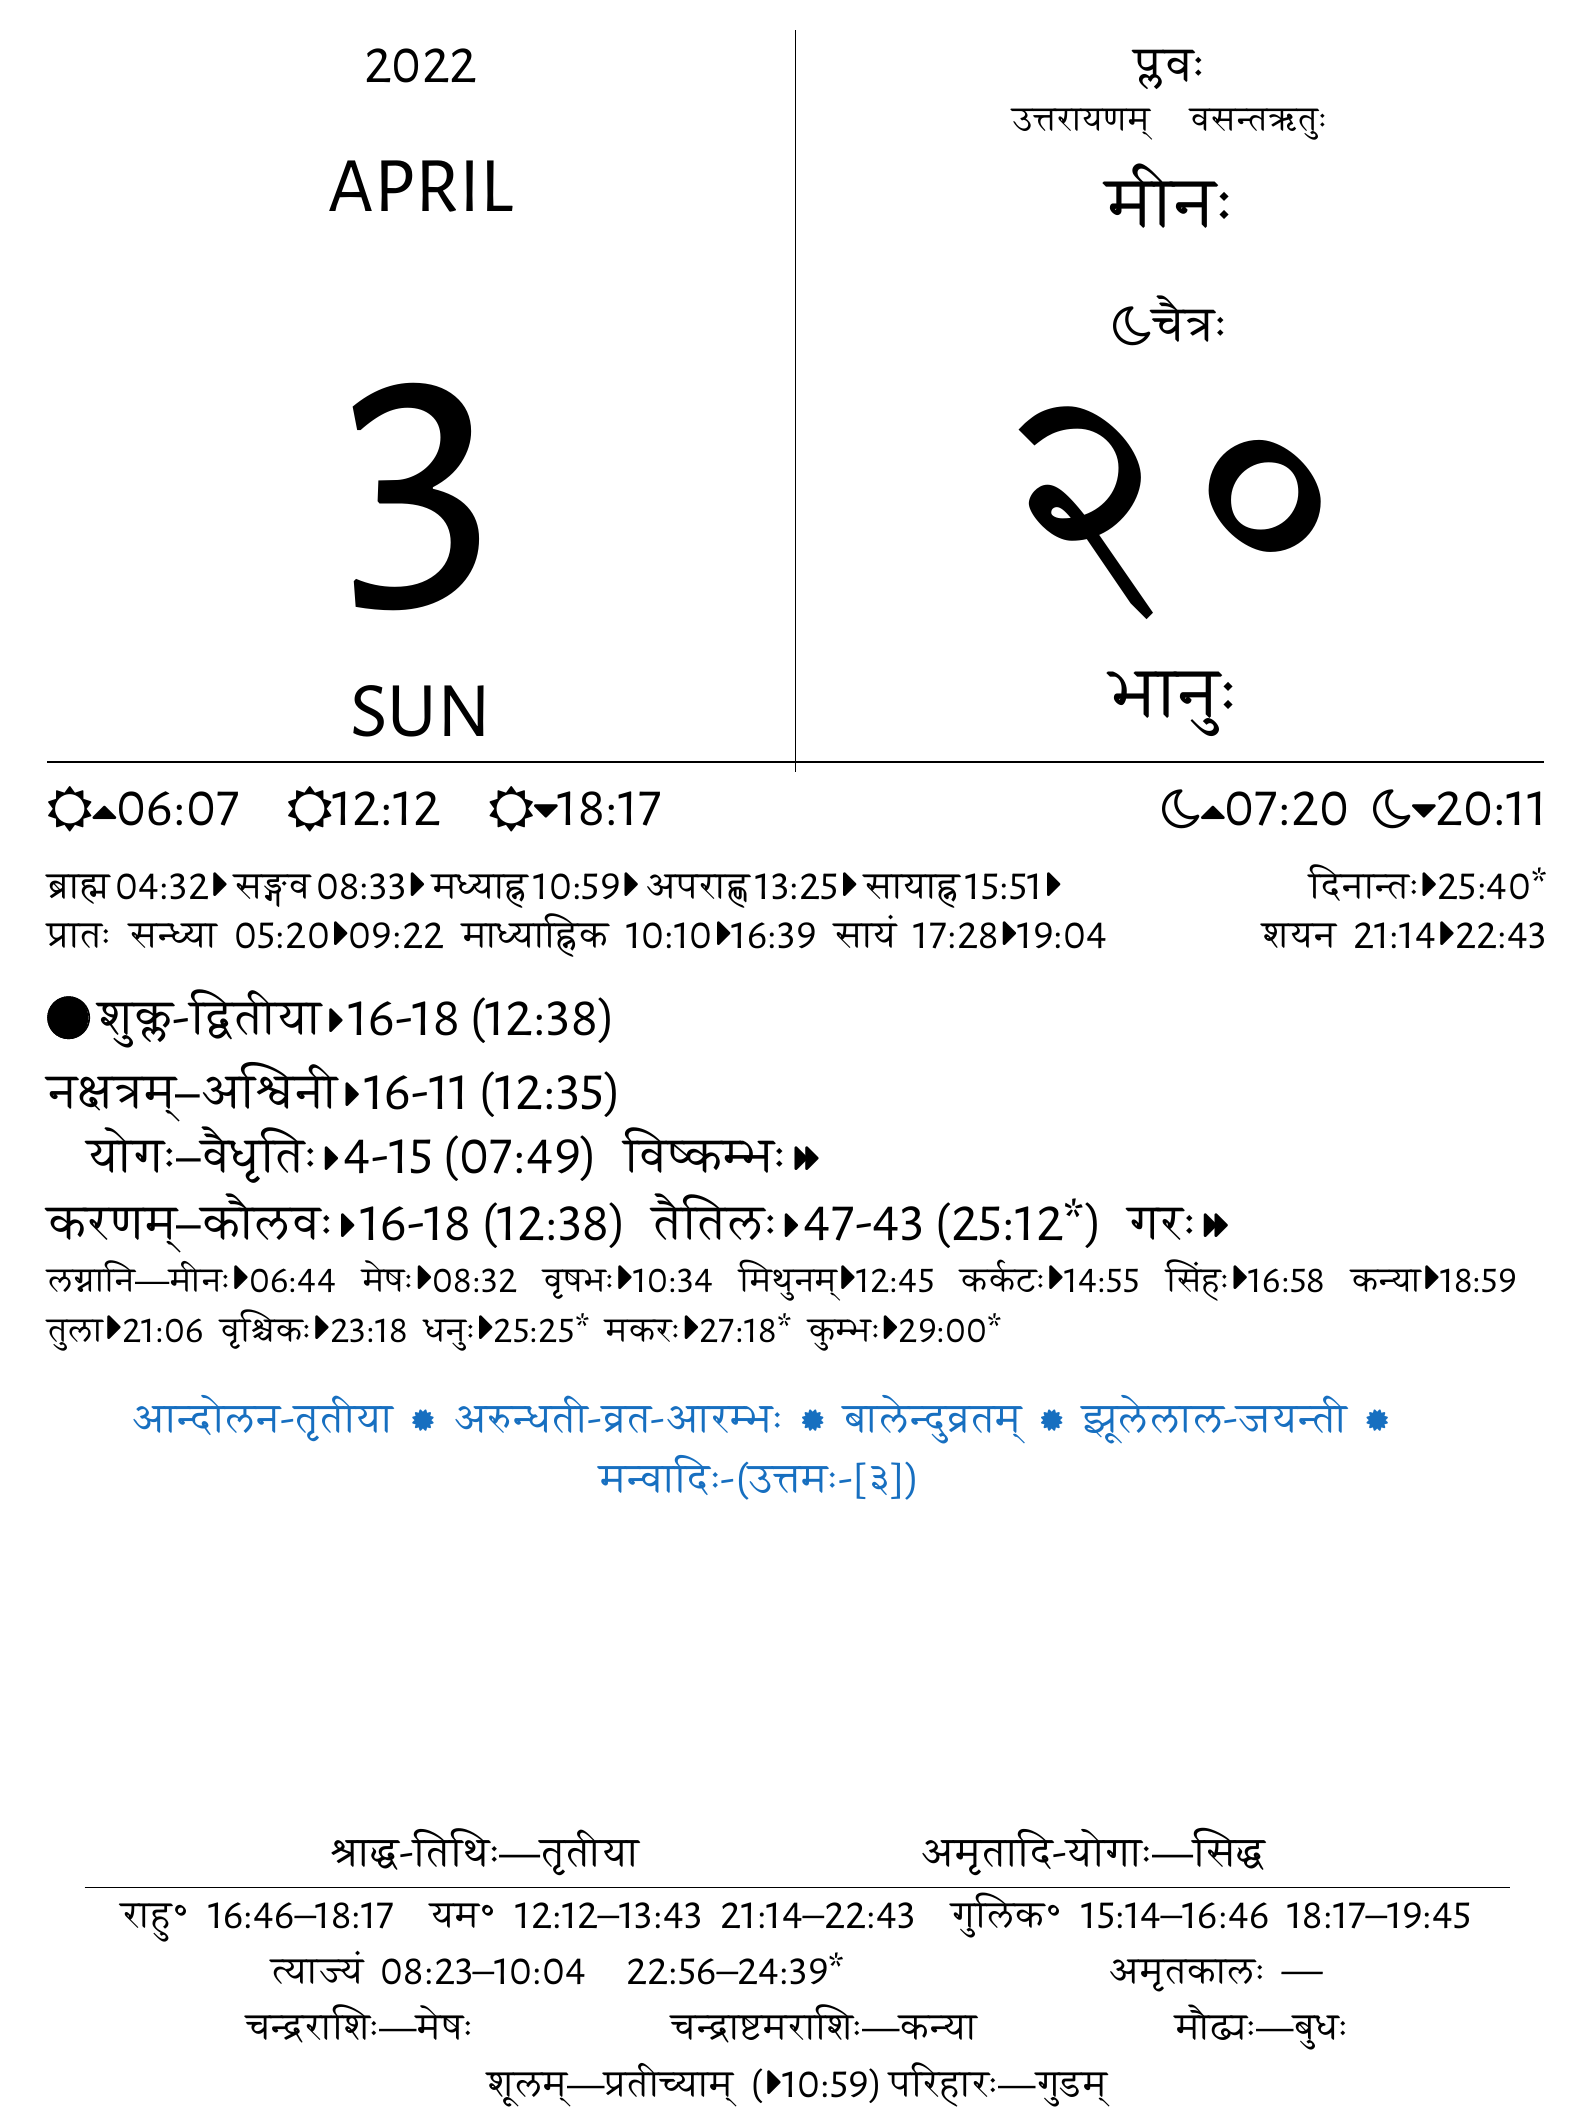 2022
APRIL
3
SUN
प्लवः
उत्तरायणम् वसन्तऋतुः
मीनः
चैत्रः
२०
भानुः
06:07 12:12 18:17 07:20 20:11
ब्राह्म 04:32 सङ्गव 08:33 मध्याह्न 10:59 अपराह्ण 13:25 सायाह्न 15:51 दिनान्तः 25:40*
प्रातः सन्ध्या 05:20 09:22 माध्याह्निक 10:10 16:39 सायं 17:28 19:04 शयन 21:14 22:43
शुक्ल-द्वितीया 16-18 (12:38)
नक्षत्रम्–अश्विनी 16-11 (12:35)
योगः–वैधृतिः 4-15 (07:49) विष्कम्भः
करणम्–कौलवः 16-18 (12:38) तैतिलः 47-43 (25:12*) गरः
लग्नानि—मीनः 06:44 मेषः 08:32 वृषभः 10:34 मिथुनम् 12:45 कर्कटः 14:55 सिंहः 16:58 कन्या 18:59
तुला 21:06 वृश्चिकः 23:18 धनुः 25:25* मकरः 27:18* कुम्भः 29:00*
आन्दोलन-तृतीया ✹ अरुन्धती-व्रत-आरम्भः ✹ बालेन्दुव्रतम् ✹ झूलेलाल-जयन्ती ✹
मन्वादिः-(उत्तमः-[३])
श्राद्ध-तिथिः—तृतीया अमृतादि-योगाः—सिद्ध
राहु॰ 16:46–18:17 यम॰ 12:12–13:43 21:14–22:43 गुलिक॰ 15:14–16:46 18:17–19:45
त्याज्यं 08:23–10:04 22:56–24:39* अमृतकालः —
चन्द्रराशिः—मेषः चन्द्राष्टमराशिः—कन्या मौढ्यः—बुधः
शूलम्—प्रतीच्याम् (10:59) परिहारः—गुडम्